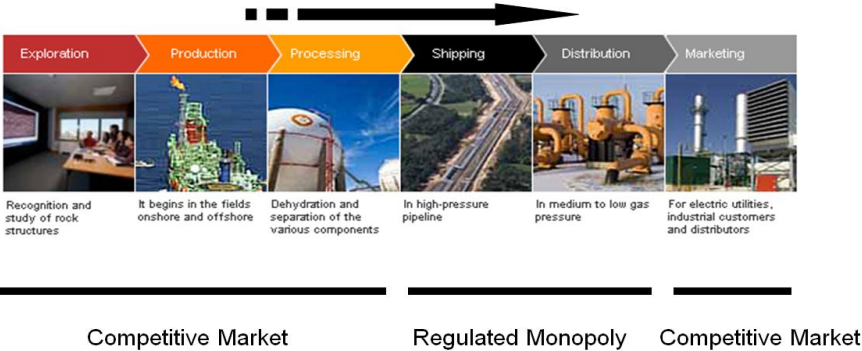 Exploration
Production
Processing
Shipping
Distribution
Marketing
Recognition and
study of rock
structures
It begins in the fields
onshore and offshore
Dehydration and
separation of the
various components
In high-pressure
pipeline
In medium to low gas
pressure
For electric utilities,
industrial customers
and distributors
Competitive Market
Regulated Monopoly
Competitive Market